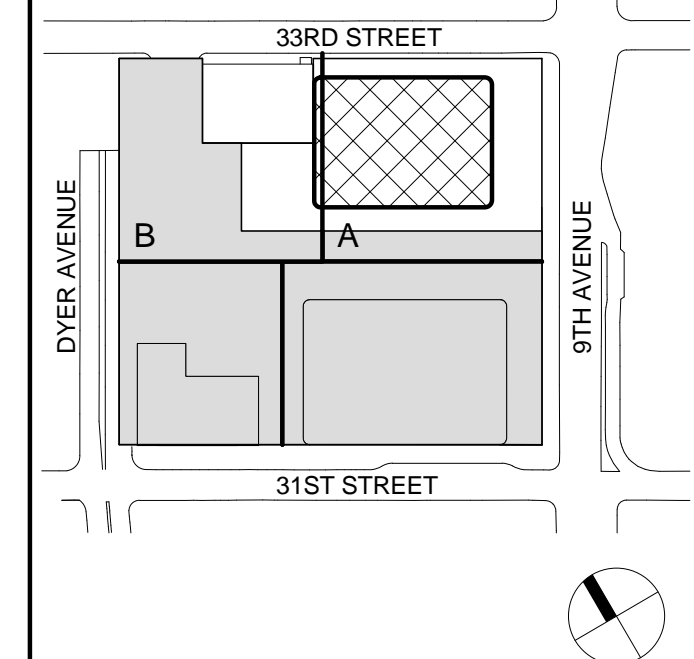 33RD STREET
DYER AVENUE
B
A
9TH AVENUE
31ST STREET